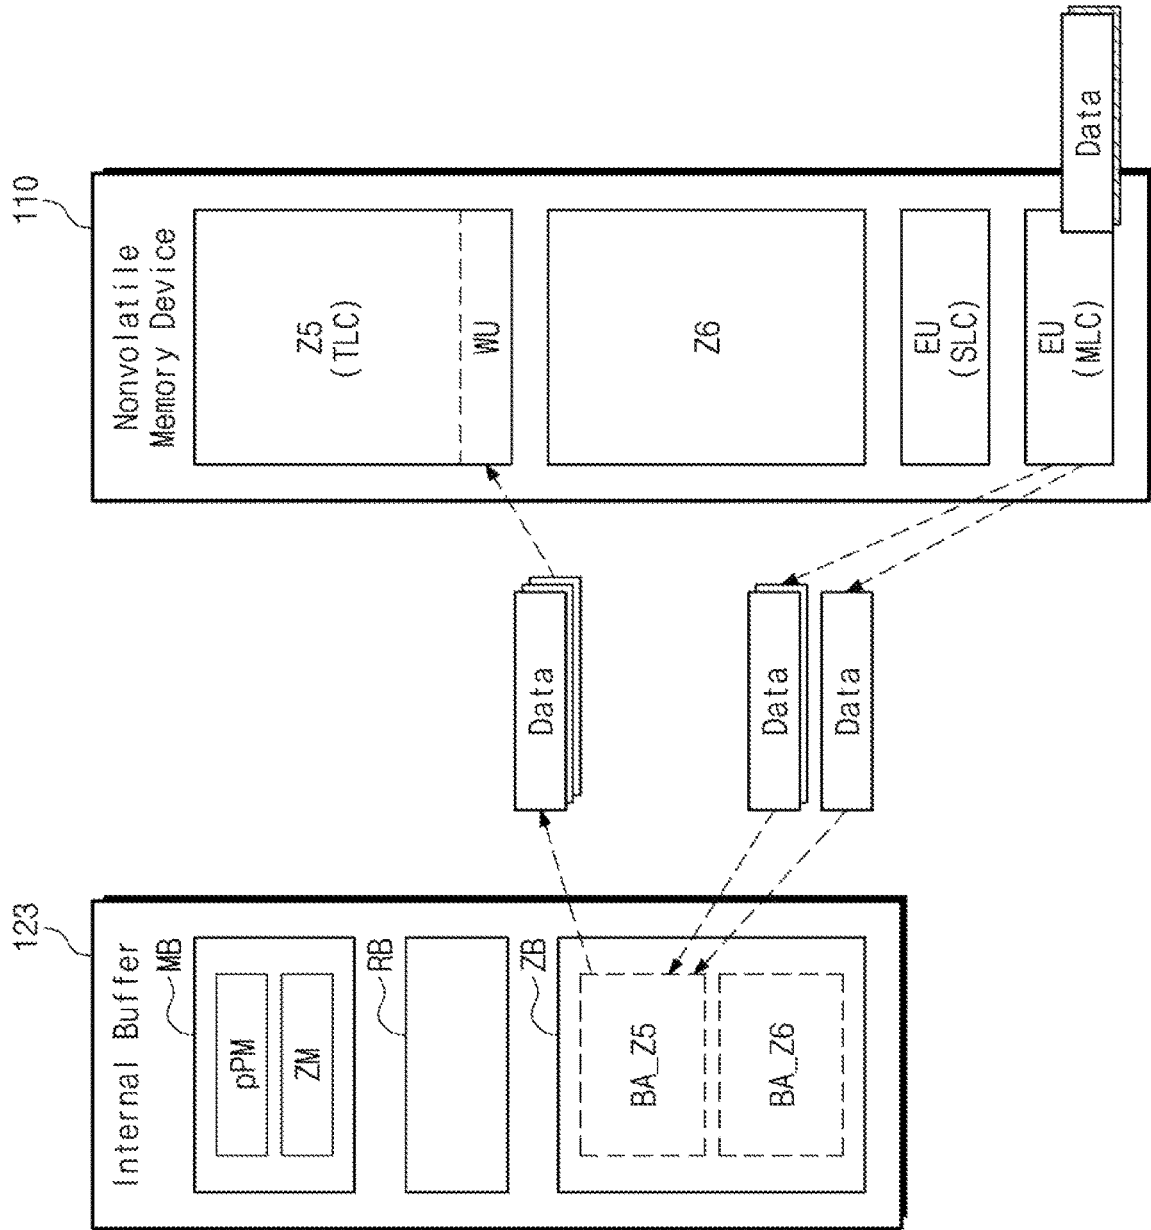 123
Internal Buffer
MB
pPM
ZM
RB
ZB
BA_Z5
BA_Z6
Data
Data
Data
110
Nonvolatile
Memory Device
Z5
(TLC)
WU
Z6
EU
(SLC)
EU
(MLC)
Data